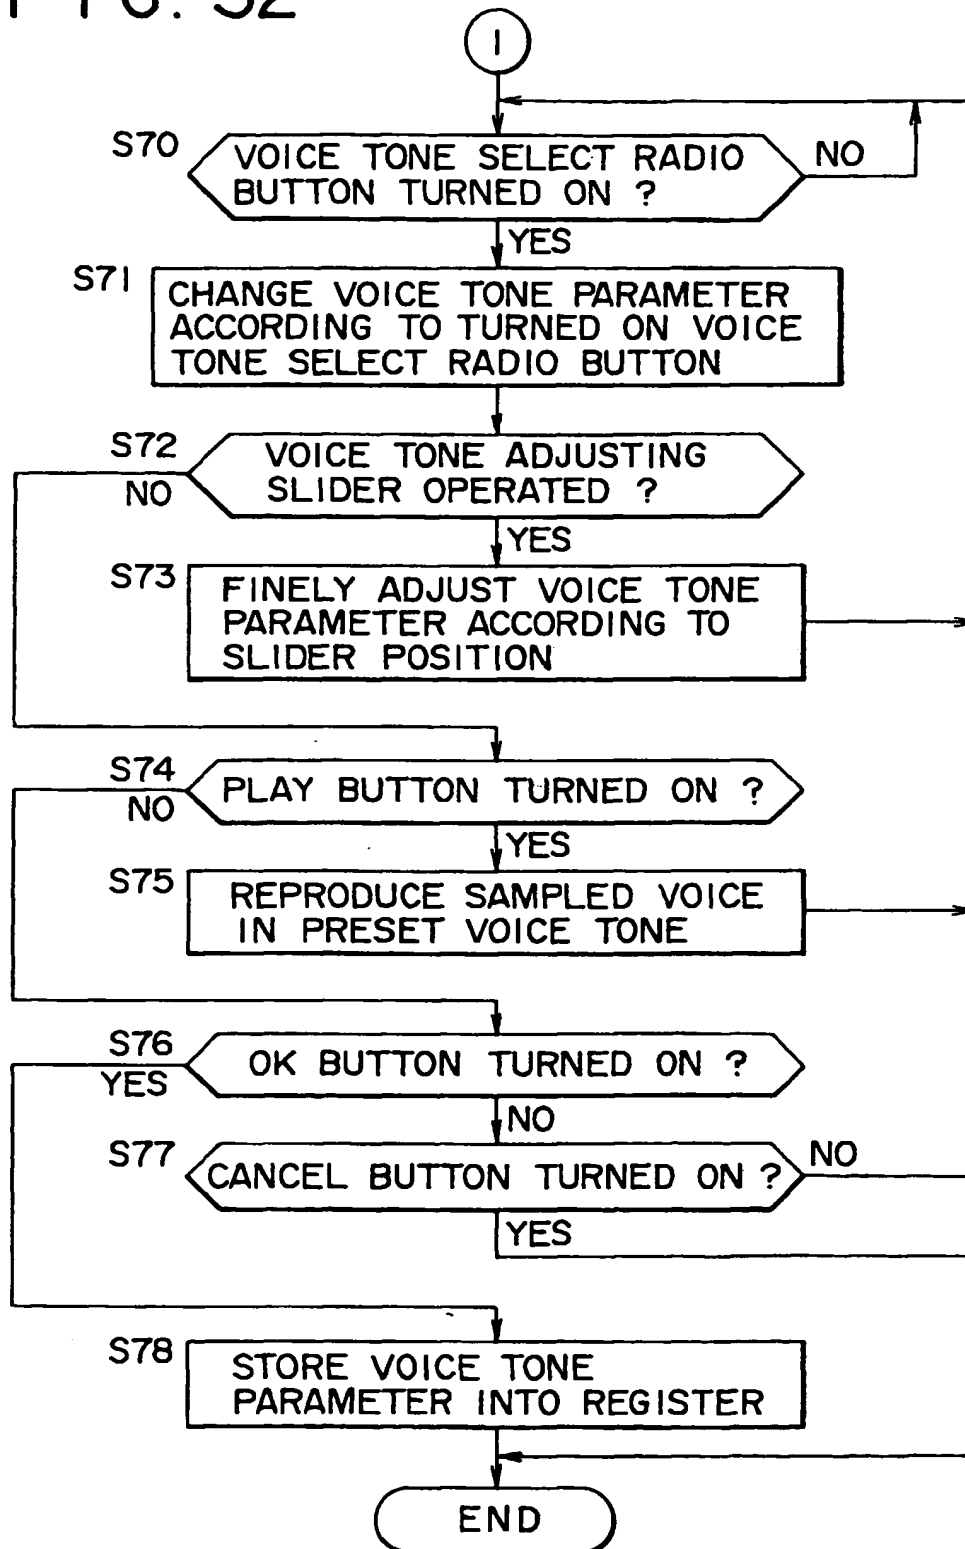 FIG. 32
1
S70
VOICE TONE SELECT RADIO
BUTTON TURNED ON ?
NO
YES
S71
CHANGE VOICE TONE PARAMETER
ACCORDING TO TURNED ON VOICE
TONE SELECT RADIO BUTTON
S72
NO
VOICE TONE ADJUSTING
SLIDER OPERATED ?
YES
S73
FINELY ADJUST VOICE TONE
PARAMETER ACCORDING TO
SLIDER POSITION
S74
NO
PLAY BUTTON TURNED ON ?
YES
S75
REPRODUCE SAMPLED VOICE
IN PRESET VOICE TONE
S76
YES
OK BUTTON TURNED ON ?
NO
S77
CANCEL BUTTON TURNED ON ?
NO
YES
S78
STORE VOICE TONE
PARAMETER INTO REGISTER
END